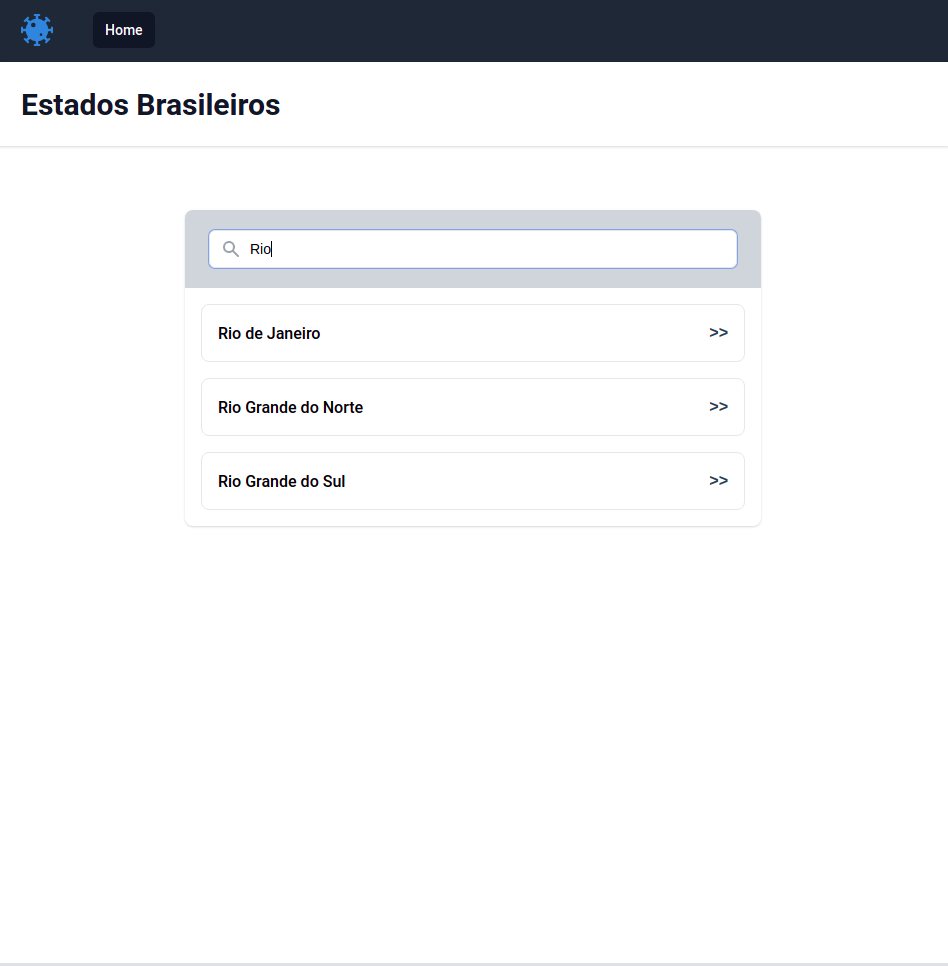 Home
Estados Brasileiros
Rio
Rio de Janeiro >>
Rio Grande do Norte >>
Rio Grande do Sul >>